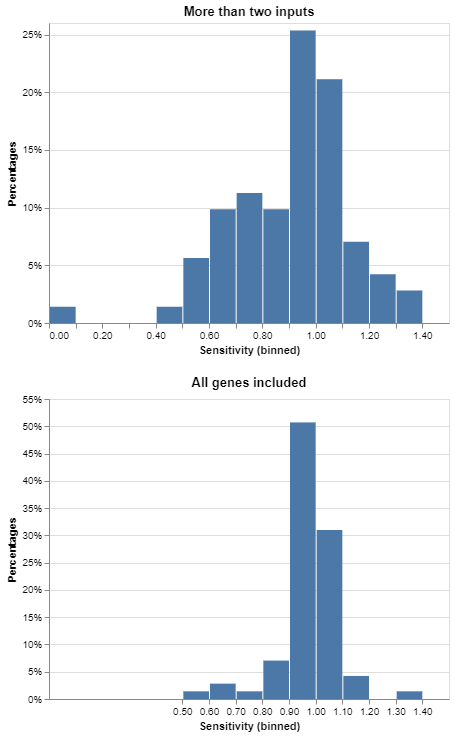 More than two inputs
25%
20%
15%
10%
5%
0%
Percentages
0.00 0.20 0.40 0.60 0.80 1.00 1.20 1.40
Sensitivity (binned)
All genes included
55%
50%
45%
40%
35%
30%
25%
20%
15%
10%
5%
0%
Percentages
0.50 0.60 0.70 0.80 0.90 1.00 1.10 1.20 1.30 1.40
Sensitivity (binned)